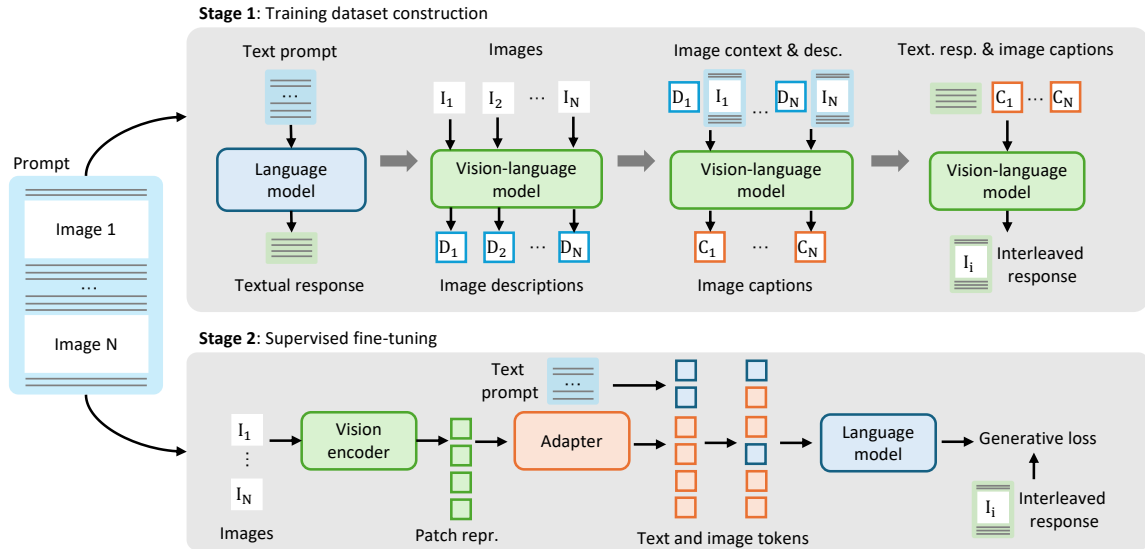 Stage 1: Training dataset construction
Text prompt
Images
Image context & desc.
Text. resp. & image captions
...
I1 I2 ... IN
D1 I1 ... DN IN
C1 ... CN
Language
model
Vision-language
model
Vision-language
model
Vision-language
model
D1 D2 ... DN
C1 ... CN
Ii
Interleaved
response
Textual response
Image descriptions
Image captions
Prompt
Image 1
...
Image N
Stage 2: Supervised fine-tuning
Text
prompt
...
I1
⋮
IN
Images
Vision
encoder
Patch repr.
Adapter
Text and image tokens
Language
model
Generative loss
Ii
Interleaved
response